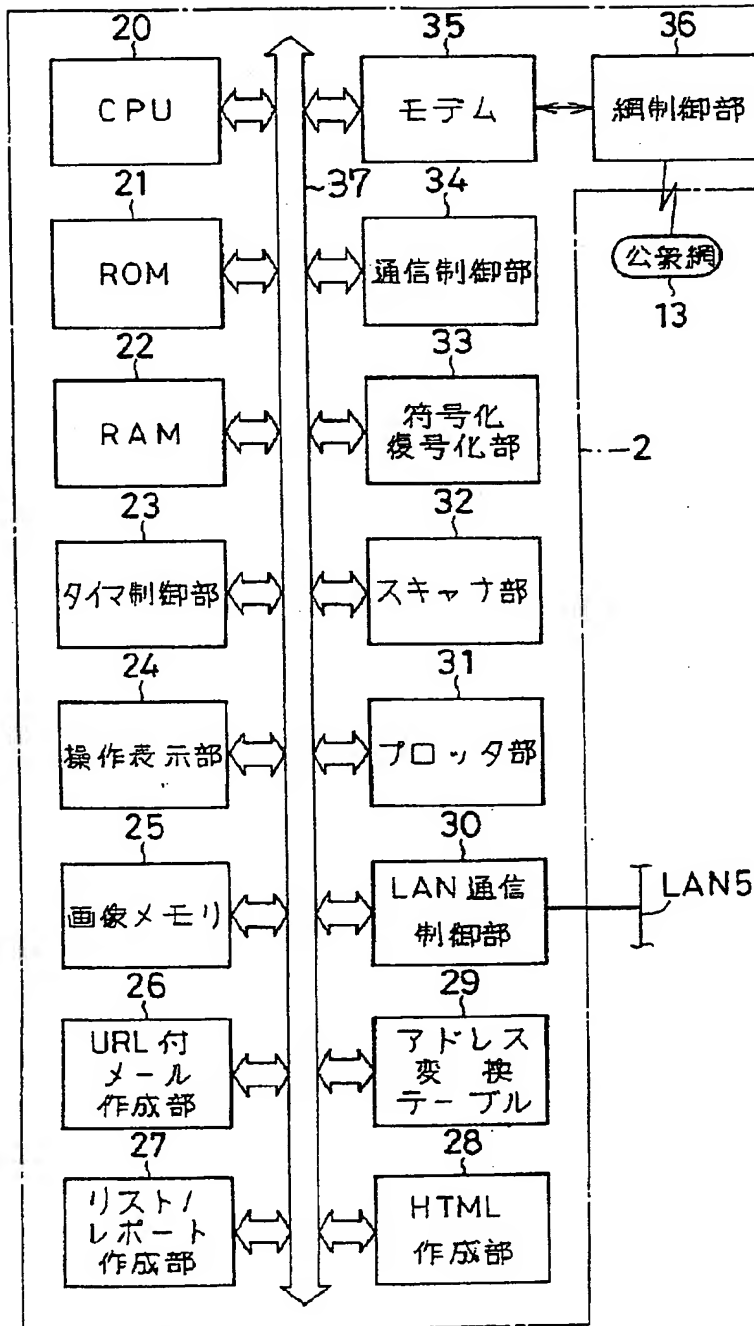 20
35
36
CPU
モデム
網制御部
37
21
34
ROM
通信制御部
公衆網
13
22
33
RAM
符号化
復号化部
2
23
32
タイマ制御部
スキャナ部
24
31
操作表示部
プロッタ部
25
30
画像メモリ
LAN通信
制御部
LAN5
26
29
URL付
メール
作成部
アドレス
変換
テーブル
27
28
リスト/
レポート
作成部
HTML
作成部